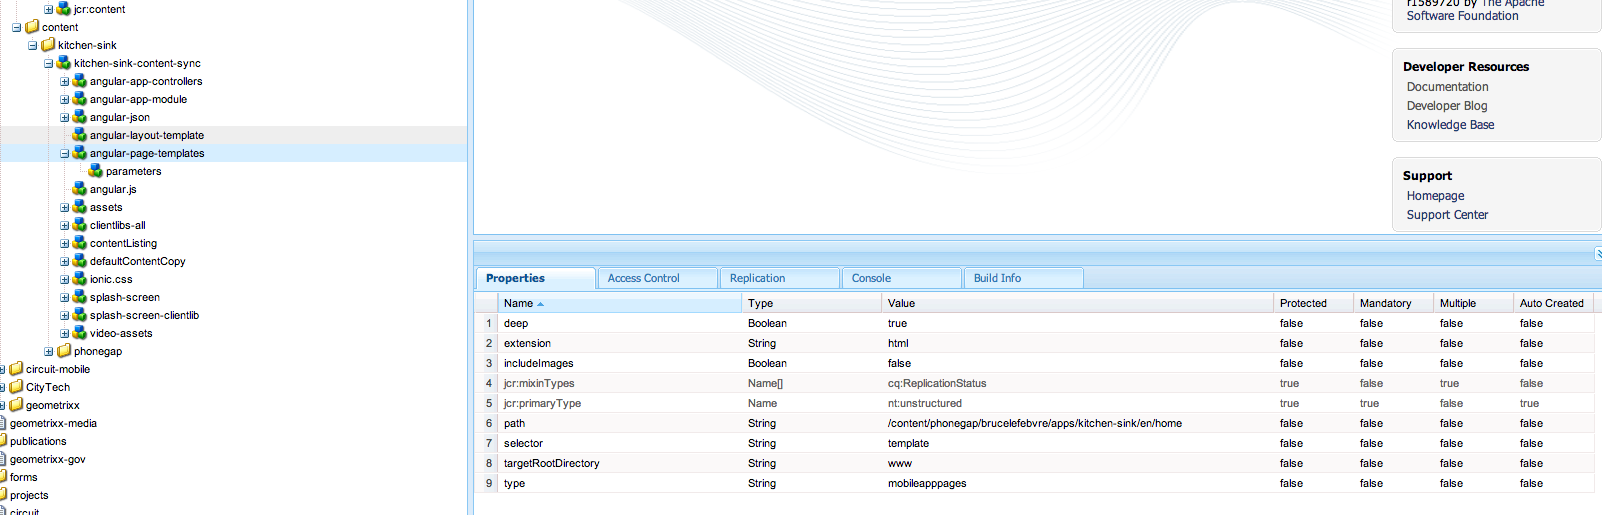 jcr:content
content
kitchen-sink
kitchen-sink-content-sync
angular-app-controllers
angular-app-module
angular-json
angular-layout-template
angular-page-templates
parameters
angular.js
assets
clientlibs-all
contentListing
defaultContentCopy
ionic.css
splash-screen
splash-screen-clientlib
video-assets
phonegap
circuit-mobile
CityTech
geometrixx
geometrixx-media
publications
geometrixx-gov
forms
projects
circuit
r1589720 by The Apache
Software Foundation
Developer Resources
Documentation
Developer Blog
Knowledge Base
Support
Homepage
Support Center
Properties Access Control Replication Console Build Info
Name Type Value Protected Mandatory Multiple Auto Created
1 deep Boolean true false false false false
2 extension String html false false false false
3 includeImages Boolean false false false false false
4 jcr:mixinTypes Name[] cq:ReplicationStatus true false true false
5 jcr:primaryType Name nt:unstructured true true false true
6 path String /content/phonegap/brucelefebvre/apps/kitchen-sink/en/home false false false false
7 selector String template false false false false
8 targetRootDirectory String www false false false false
9 type String mobileapppages false false false false